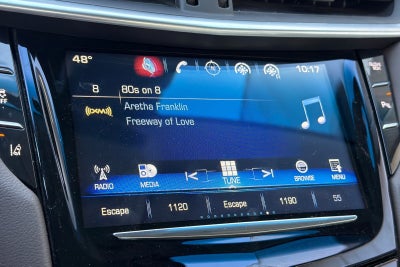 48° 10:17
8 80s on 8
((XM)) Aretha Franklin
Freeway of Love
RADIO MEDIA TUNE BROWSE MENU
Escape 1120 Escape 1190 55